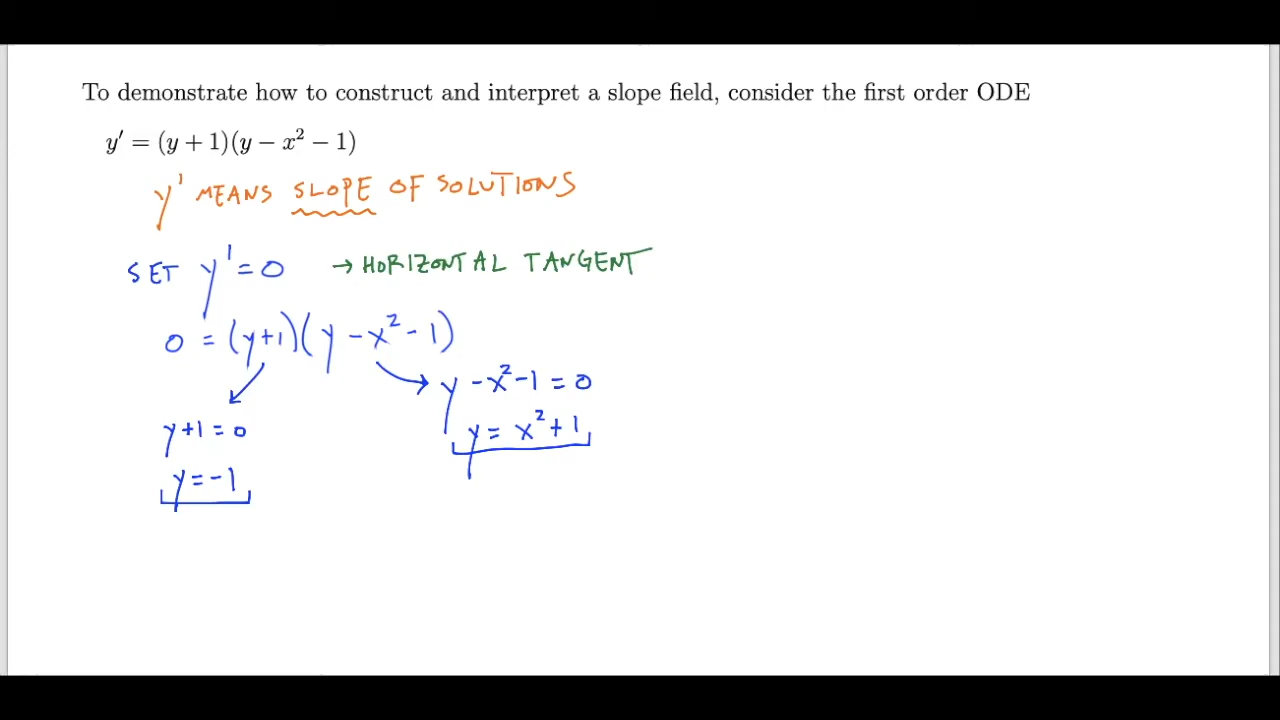 To demonstrate how to construct and interpret a slope field, consider the first order ODE
y′ = (y + 1)(y − x² − 1)
y' MEANS SLOPE OF SOLUTIONS
SET y' = 0 → HORIZONTAL TANGENT
0 = (y+1)(y − x² − 1)
y − x² − 1 = 0
y+1 = 0
y = x² + 1
y = −1